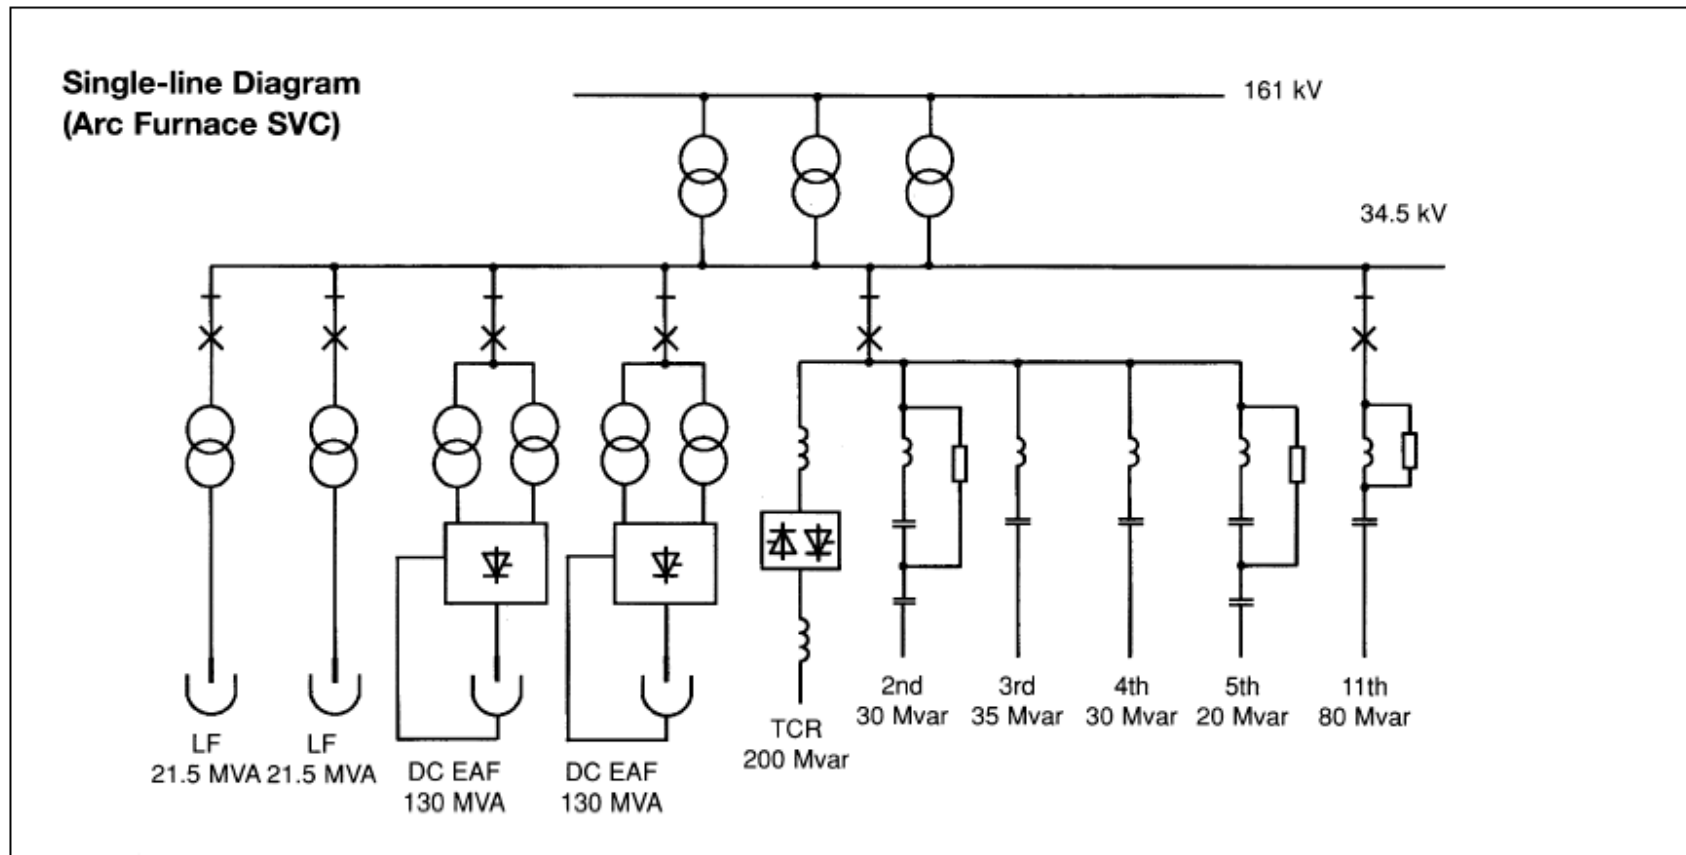 Single-line Diagram
(Arc Furnace SVC)
161 kV
34.5 kV
LF
21.5 MVA
LF
21.5 MVA
DC EAF
130 MVA
DC EAF
130 MVA
TCR
200 Mvar
2nd
30 Mvar
3rd
35 Mvar
4th
30 Mvar
5th
20 Mvar
11th
80 Mvar